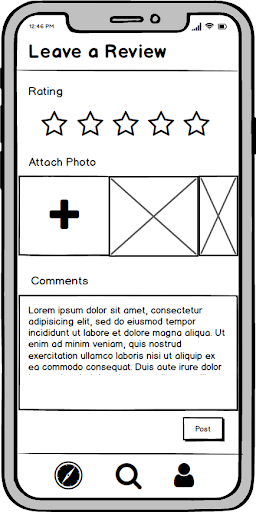 12:46 PM
Leave a Review
Rating
Attach Photo
Comments
Lorem ipsum dolor sit amet, consectetur
adipisicing elit, sed do eiusmod tempor
incididunt ut labore et dolore magna aliqua. Ut
enim ad minim veniam, quis nostrud
exercitation ullamco laboris nisi ut aliquip ex
ea commodo consequat. Duis aute irure dolor
Post